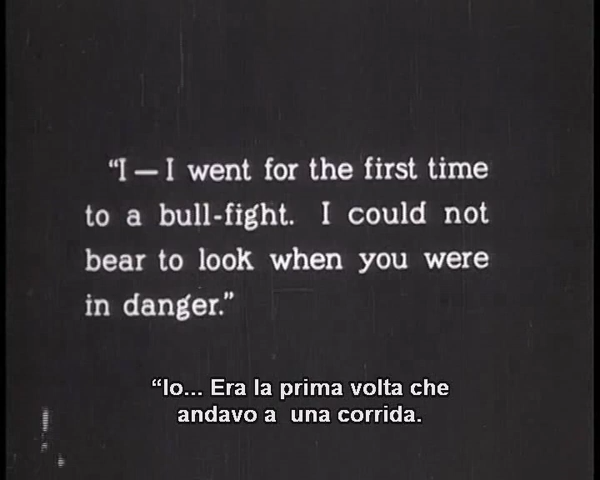 “I—I went for the first time
to a bull-fight. I could not
bear to look when you were
in danger.”
“Io... Era la prima volta che
andavo a  una corrida.